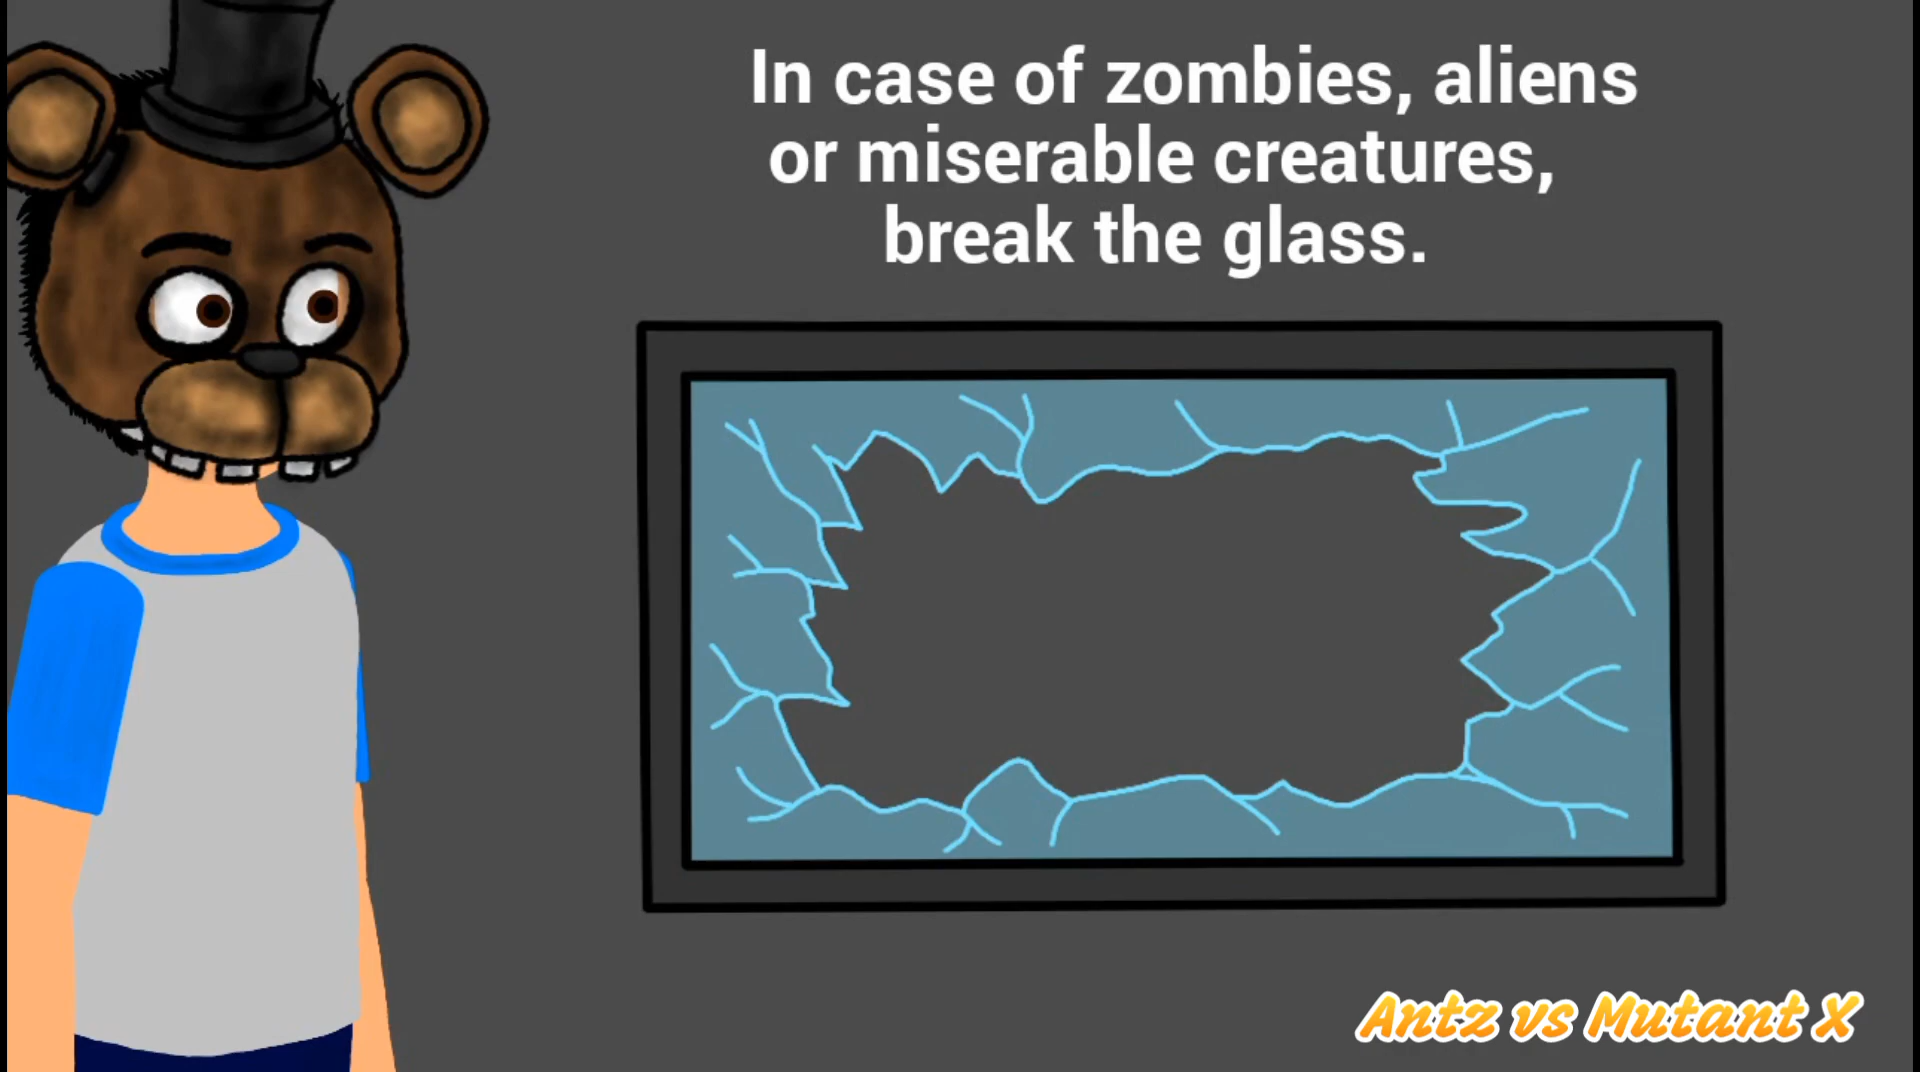 In case of zombies, aliens
or miserable creatures,
break the glass.
Antz vs Mutant X